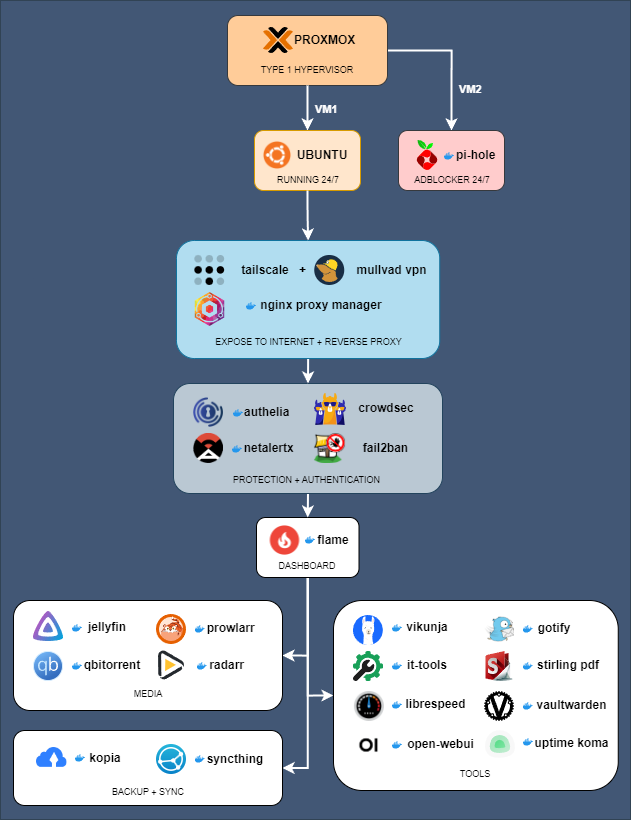 PROXMOX
TYPE 1 HYPERVISOR
VM1
VM2
UBUNTU
RUNNING 24/7
pi-hole
ADBLOCKER 24/7
tailscale + mullvad vpn
nginx proxy manager
EXPOSE TO INTERNET + REVERSE PROXY
authelia
crowdsec
netalertx
fail2ban
PROTECTION + AUTHENTICATION
flame
DASHBOARD
jellyfin
prowlarr
qb
qbitorrent
radarr
MEDIA
kopia
syncthing
BACKUP + SYNC
vikunja
gotify
it-tools
S
stirling pdf
librespeed
V
vaultwarden
OI
open-webui
uptime koma
TOOLS